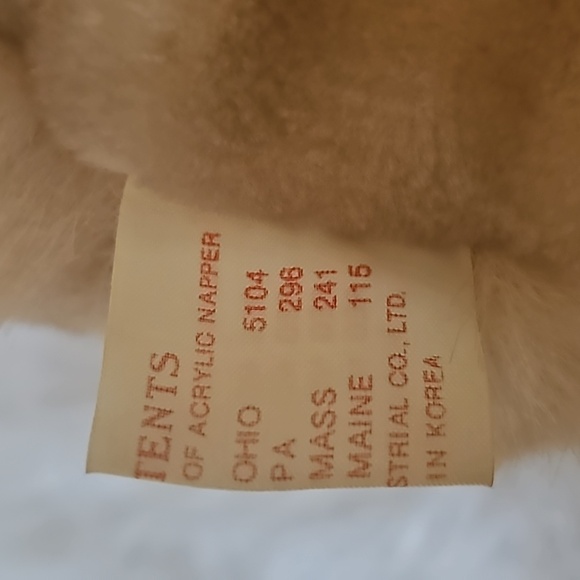 TENTS
OF ACRYLIC NAPPER
OHIO 5104
PA 296
MASS 241
MAINE 115
STRIAL CO., LTD.
IN KOREA